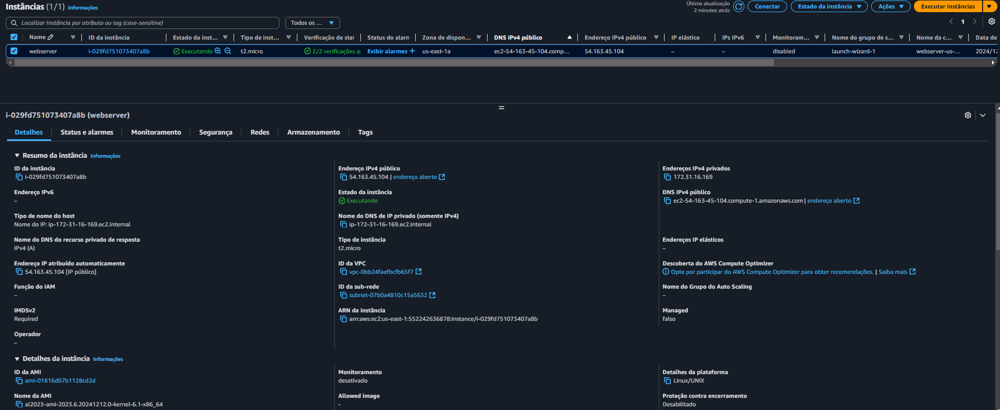 Instâncias (1/1) Informações
Última atualização
2 minutes atrás
Conectar
Estado da instância
Ações
Executar instâncias
Localizar Instância por atributo ou tag (case-sensitive)
Todos os ...
1
Name ID da instância Estado da inst... Tipo de inst... Verificação de stat Status do alarn Zona de dispon... DNS IPv4 público Endereço IPv4 público IP elástico IPs IPv6 Monitoram... Nome do grupo de s... Nome da c... Data de
webserver i-029fd751073407a8b Executando t2.micro 2/2 verificações a Exibir alarmes + us-east-1a ec2-54-163-45-104.comp... 54.163.45.104 – – disabled launch-wizard-1 webserver-us-... 2024/12
i-029fd751073407a8b (webserver)
Detalhes Status e alarmes Monitoramento Segurança Redes Armazenamento Tags
Resumo da instância Informações
ID da instância
i-029fd751073407a8b
Endereço IPv4 público
54.163.45.104 | endereço aberto
Endereços IPv4 privados
172.31.16.169
Endereço IPv6
–
Estado da instância
Executando
DNS IPv4 público
ec2-54-163-45-104.compute-1.amazonaws.com | endereço aberto
Tipo de nome do host
Nome do IP: ip-172-31-16-169.ec2.internal
Nome do DNS de IP privado (somente IPv4)
ip-172-31-16-169.ec2.internal
Nome do DNS do recurso privado de resposta
IPv4 (A)
Tipo de instância
t2.micro
Endereços IP elásticos
–
Endereço IP atribuído automaticamente
54.163.45.104 [IP público]
ID da VPC
vpc-0bb24faefbcfb65f7
Descoberta do AWS Compute Optimizer
Opte por participar do AWS Compute Optimizer para obter recomendações. | Saiba mais
Função do IAM
–
ID da sub-rede
subnet-07b0a4810c15a5632
Nome do Grupo do Auto Scaling
–
IMDSv2
Required
ARN da instância
arn:aws:ec2:us-east-1:552242636878:instance/i-029fd751073407a8b
Managed
falso
Operador
–
Detalhes da instância Informações
ID da AMI
ami-01816d07b1128cd2d
Monitoramento
desativado
Detalhes da plataforma
Linux/UNIX
Nome da AMI
al2023-ami-2023.6.20241212.0-kernel-6.1-x86_64
Allowed image
-
Proteção contra encerramento
Desabilitado